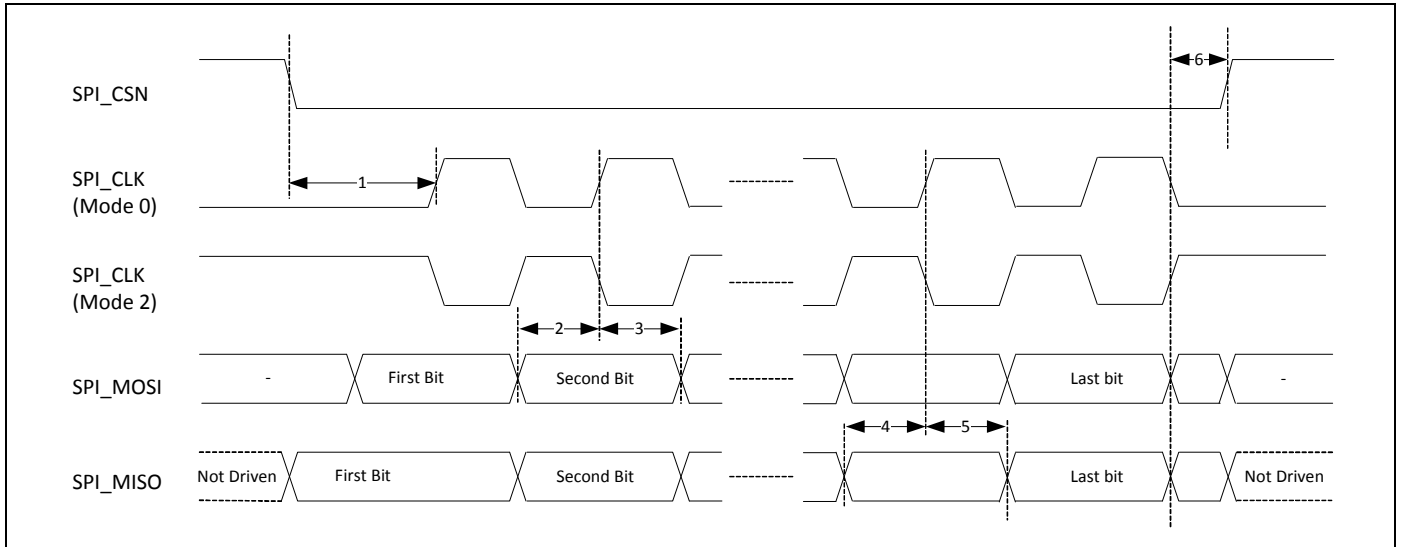 6
SPI_CSN
SPI_CLK
(Mode 0)
1
SPI_CLK
(Mode 2)
2 3
SPI_MOSI - First Bit Second Bit Last bit -
4 5
SPI_MISO Not Driven First Bit Second Bit Last bit Not Driven